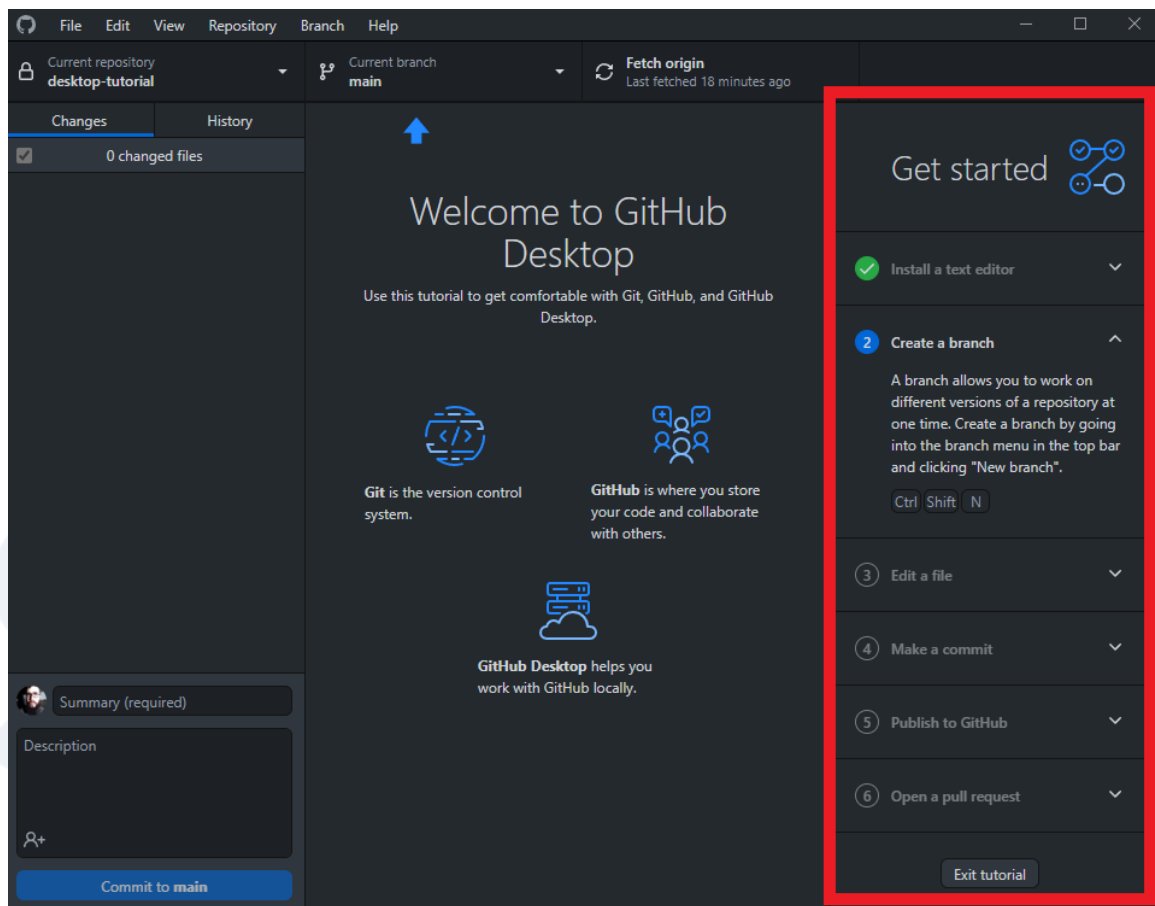 File Edit View Repository Branch Help
Current repository
desktop-tutorial
Current branch
main
Fetch origin
Last fetched 18 minutes ago
Changes History
0 changed files
Summary (required)
Description
Commit to main
Welcome to GitHub
Desktop
Use this tutorial to get comfortable with Git, GitHub, and GitHub
Desktop.
Git is the version control
system.
GitHub is where you store
your code and collaborate
with others.
GitHub Desktop helps you
work with GitHub locally.
Get started
Install a text editor
2 Create a branch
A branch allows you to work on
different versions of a repository at
one time. Create a branch by going
into the branch menu in the top bar
and clicking "New branch".
Ctrl Shift N
3 Edit a file
4 Make a commit
5 Publish to GitHub
6 Open a pull request
Exit tutorial